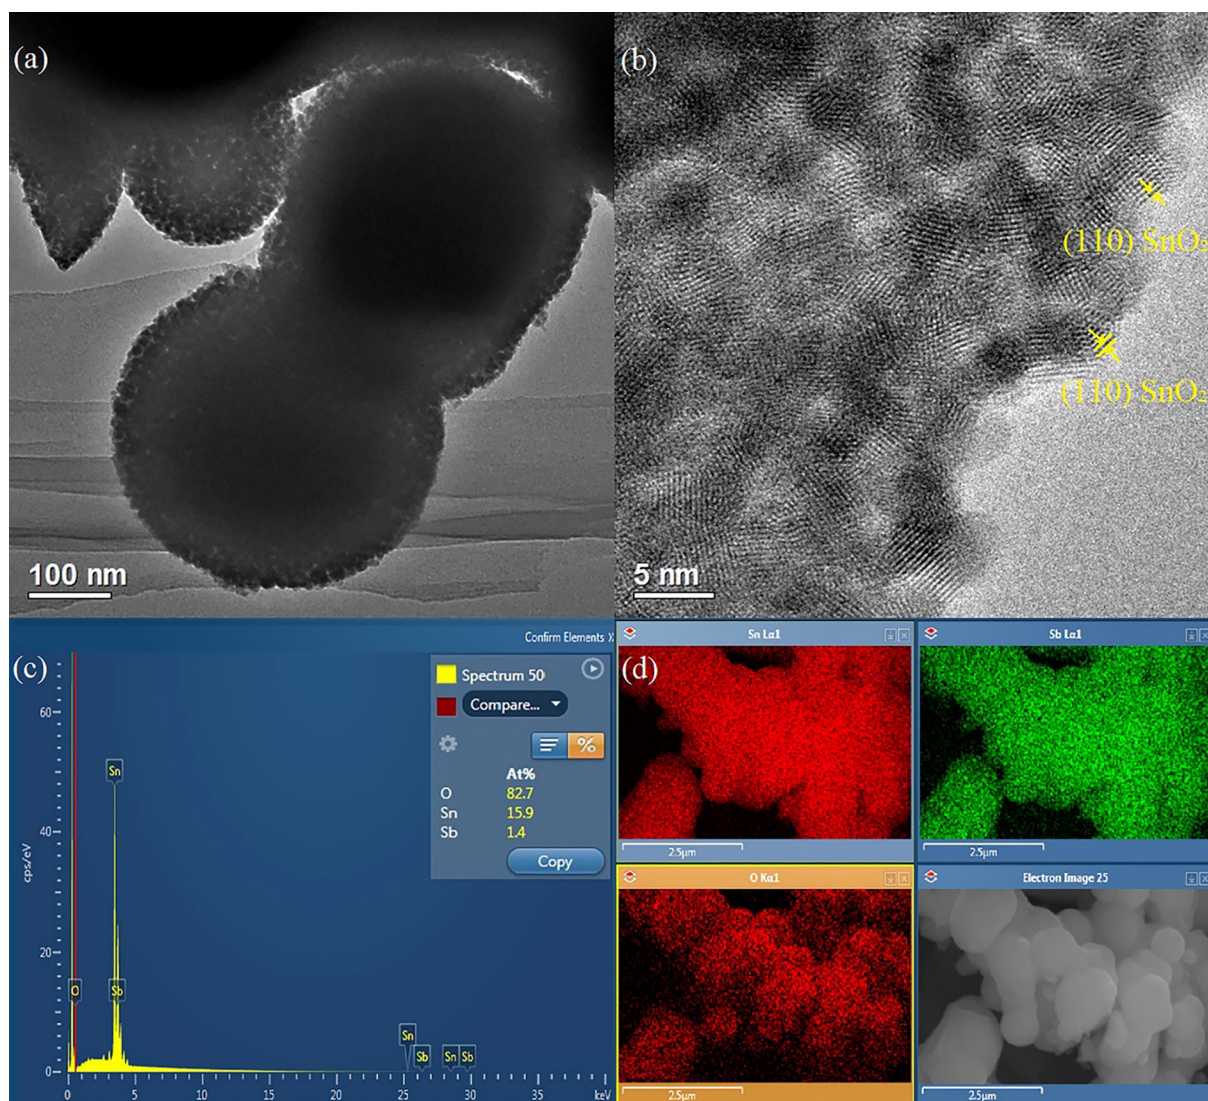 (a)
100 nm
(b)
(110) SnO₂
(110) SnO₂
5 nm
(c)
Confirm Elements
Spectrum 50
Compare...
%
At%
O 82.7
Sn 15.9
Sb 1.4
Copy
cps/eV
60
40
20
0
Sn
O
Sb
Sn
Sb
Sn
Sb
0 5 10 15 20 25 30 35 keV
(d)
Sn Lα1
2.5µm
Sb Lα1
2.5µm
O Kα1
2.5µm
Electron Image 25
2.5µm